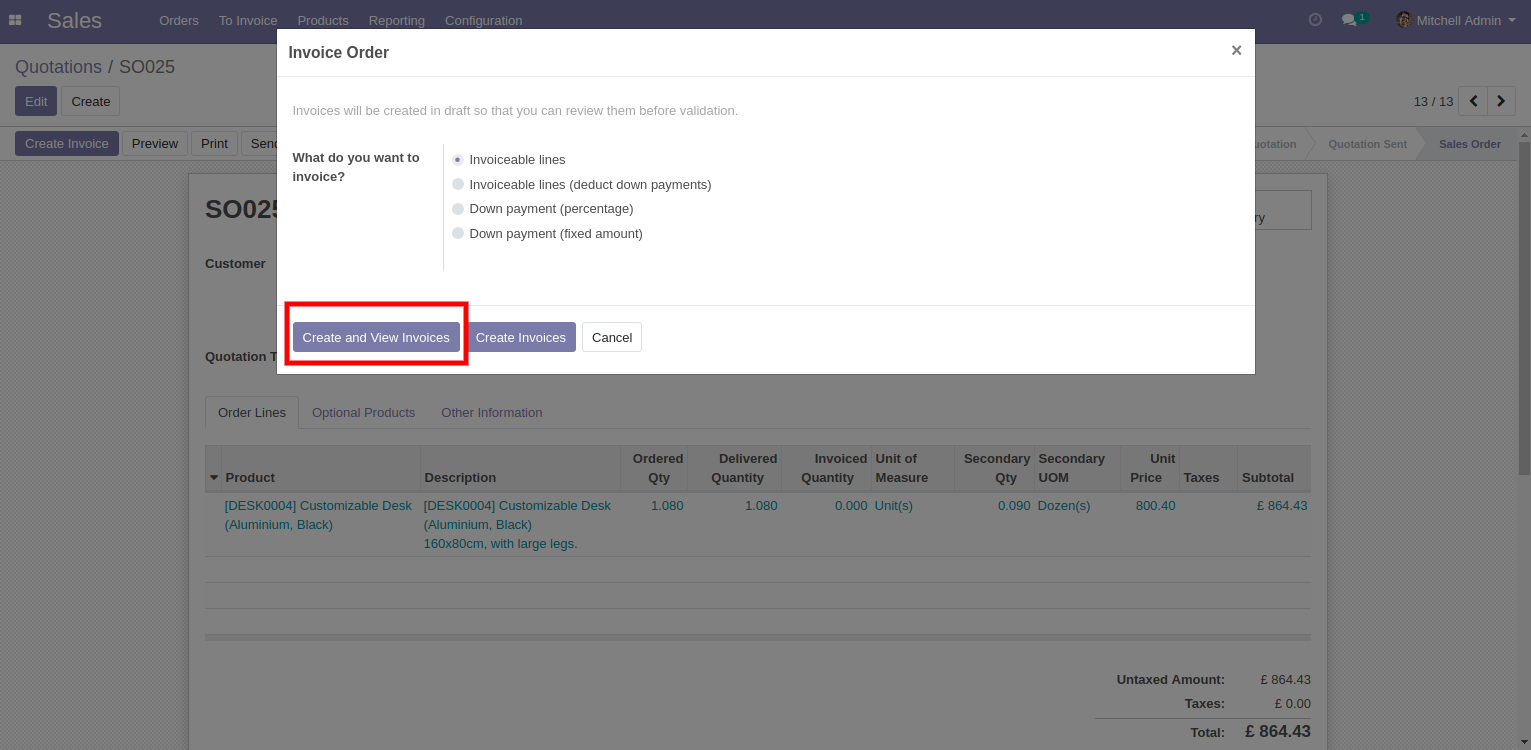 Sales Orders To Invoice Products Reporting Configuration 1 Mitchell Admin
Invoice Order ×
Quotations / SO025
Edit Create 13 / 13
Invoices will be created in draft so that you can review them before validation.
Create Invoice Preview Print Quotation Sent Sales Order
What do you want to
invoice?
Invoiceable lines
Invoiceable lines (deduct down payments)
Down payment (percentage)
Down payment (fixed amount)
SO025
Customer
Create and View Invoices Create Invoices Cancel
Quotation
Order Lines Optional Products Other Information
Product Description Ordered Qty Delivered Quantity Invoiced Quantity Unit of Measure Secondary Qty Secondary UOM Unit Price Taxes Subtotal
[DESK0004] Customizable Desk [DESK0004] Customizable Desk 1.080 1.080 0.000 Unit(s) 0.090 Dozen(s) 800.40 £ 864.43
(Aluminium, Black) (Aluminium, Black)
160x80cm, with large legs.
Untaxed Amount: £ 864.43
Taxes: £ 0.00
Total: £ 864.43